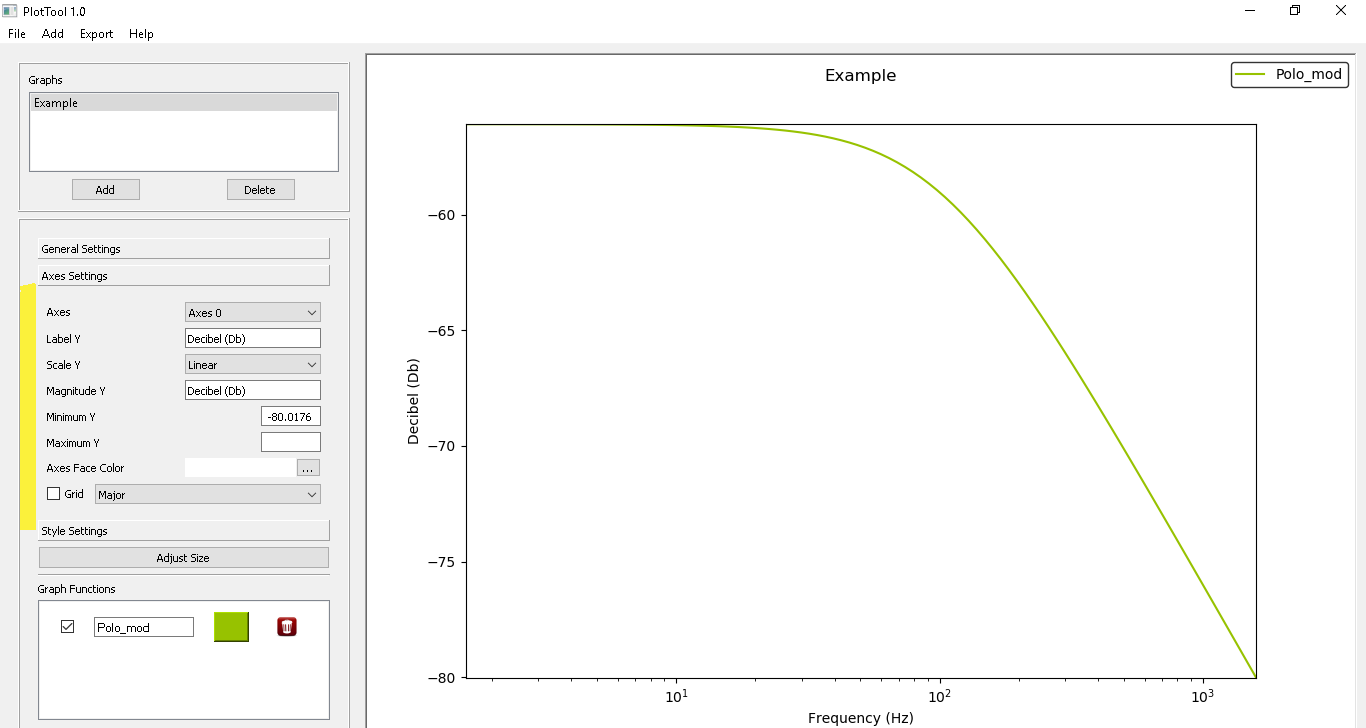 PlotTool 1.0
File Add Export Help
Graphs
Example
Add Delete
General Settings
Axes Settings
Axes Axes 0
Label Y Decibel (Db)
Scale Y Linear
Magnitude Y Decibel (Db)
Minimum Y -80.0176
Maximum Y
Axes Face Color ...
Grid Major
Style Settings
Adjust Size
Graph Functions
Polo_mod
Example
Polo_mod
Decibel (Db)
−60
−65
−70
−75
−80
10¹ 10² 10³
Frequency (Hz)